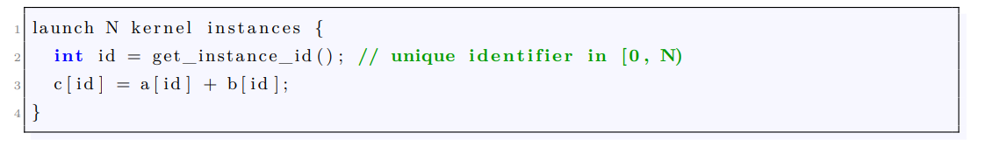 1 launch N kernel instances {
2   int id = get_instance_id(); // unique identifier in [0, N)
3   c[id] = a[id] + b[id];
4 }